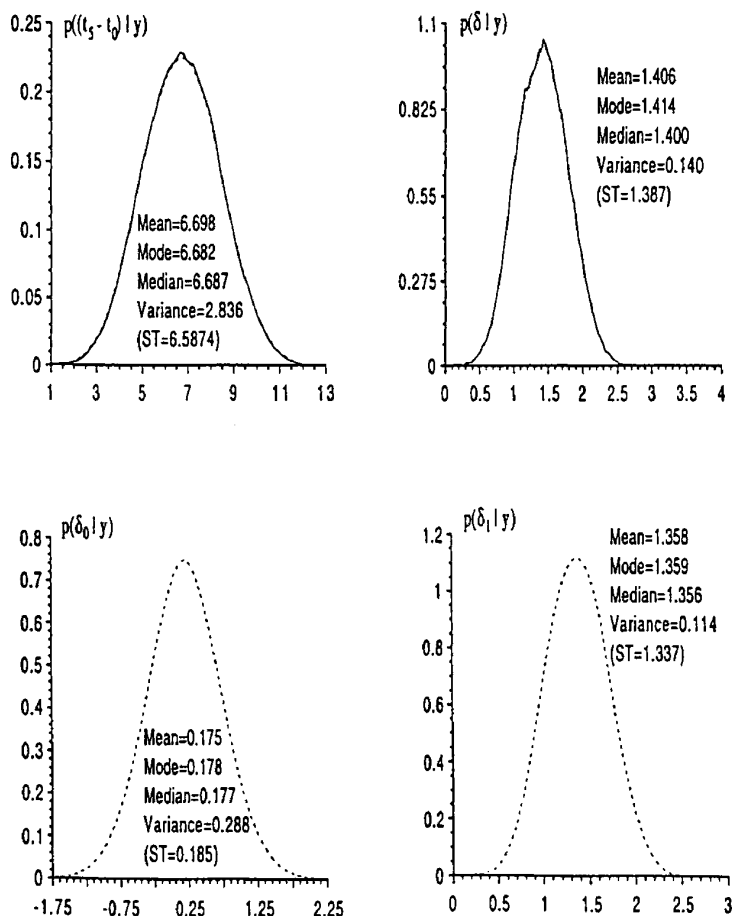 p((t_s - t_0) | y)
0.25
0.2
0.15
0.1
0.05
0
Mean=6.698
Mode=6.682
Median=6.687
Variance=2.836
(ST=6.5874)
1 3 5 7 9 11 13
p(δ | y)
1.1
0.825
0.55
0.275
0
Mean=1.406
Mode=1.414
Median=1.400
Variance=0.140
(ST=1.387)
0 0.5 1 1.5 2 2.5 3 3.5 4
p(δ_0 | y)
0.8
0.7
0.6
0.5
0.4
0.3
0.2
0.1
0
Mean=0.175
Mode=0.178
Median=0.177
Variance=0.288
(ST=0.185)
-1.75 -0.75 0.25 1.25 2.25
p(δ_1 | y)
1.2
1
0.8
0.6
0.4
0.2
0
Mean=1.358
Mode=1.359
Median=1.356
Variance=0.114
(ST=1.337)
0 0.5 1 1.5 2 2.5 3